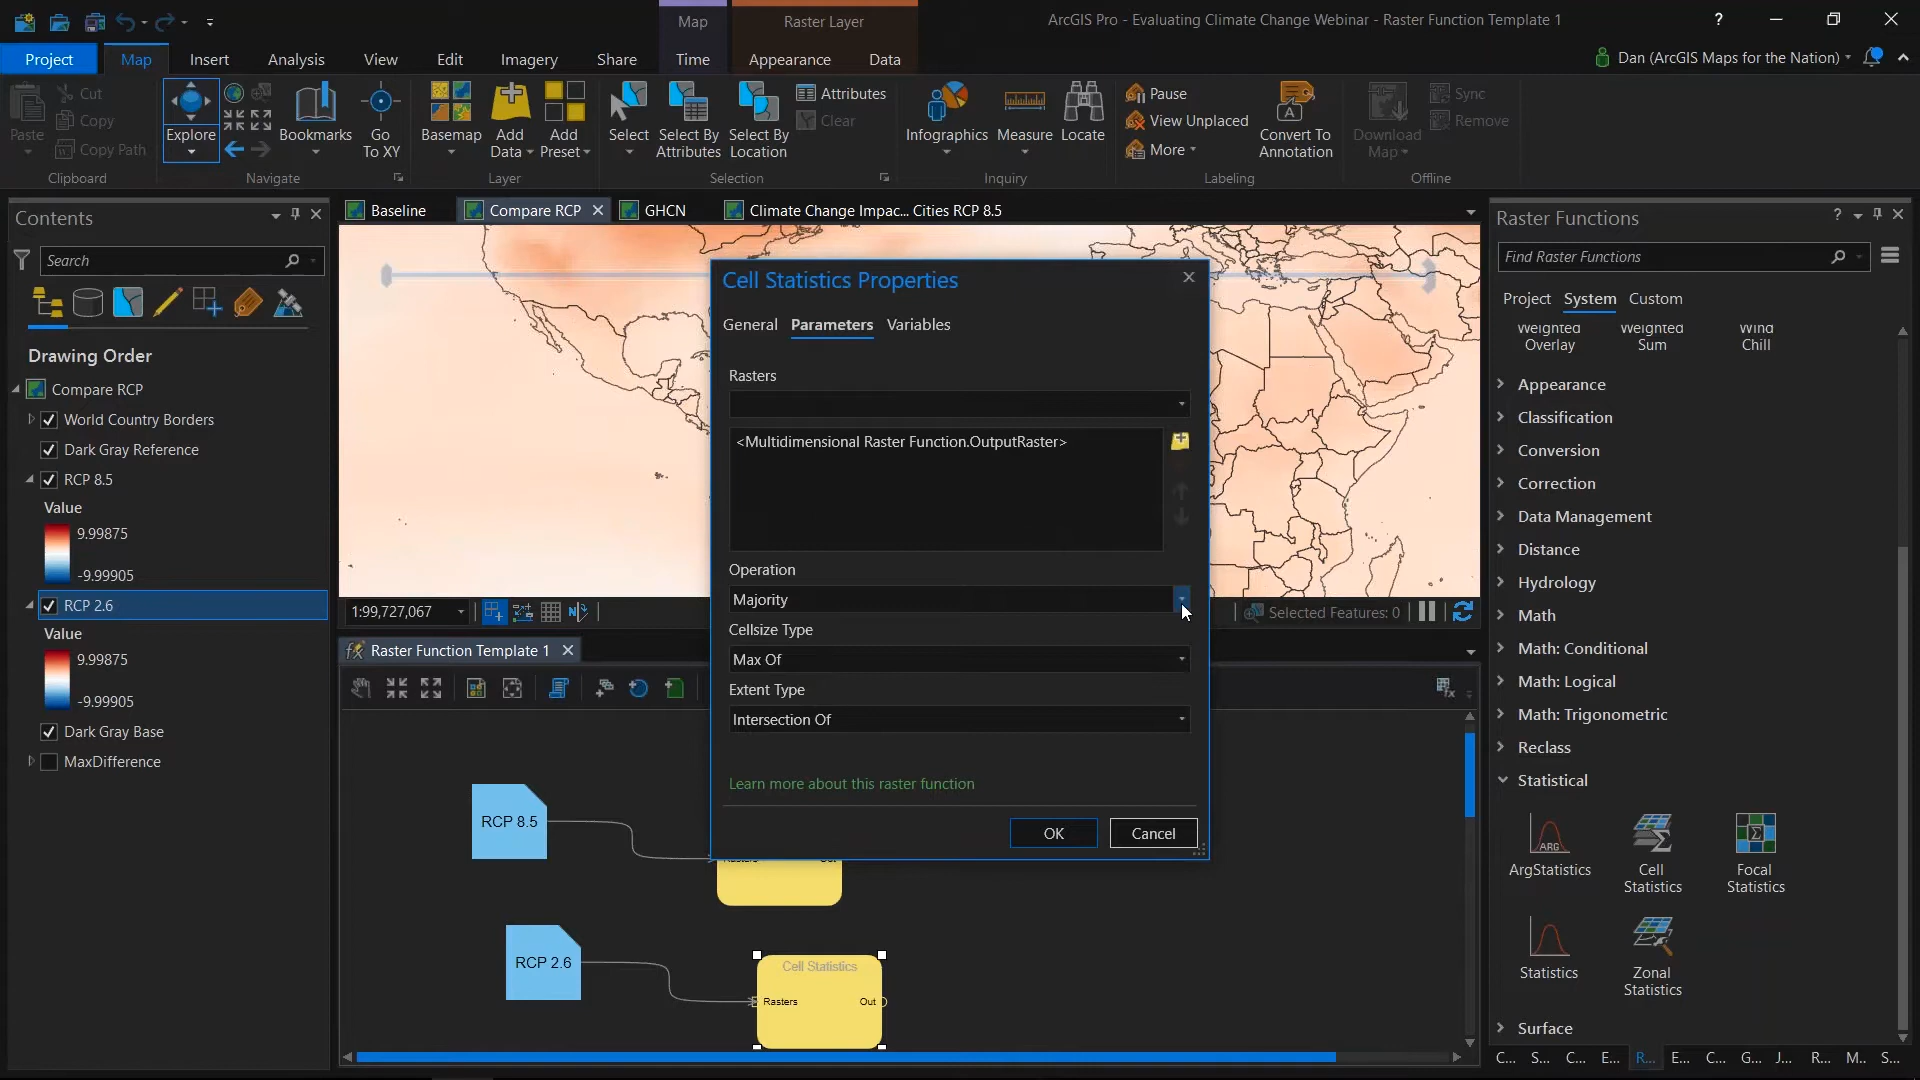 Map
Raster Layer
ArcGIS Pro - Evaluating Climate Change Webinar - Raster Function Template 1
?
Project
Map
Insert
Analysis
View
Edit
Imagery
Share
Time
Appearance
Data
Dan (ArcGIS Maps for the Nation)
Paste
Cut
Copy
Copy Path
Clipboard
Explore
Bookmarks
Go
To XY
Navigate
Basemap
Add
Data
Add
Preset
Layer
Select
Select By
Attributes
Select By
Location
Attributes
Clear
Selection
Infographics
Measure
Locate
Inquiry
Pause
View Unplaced
More
Convert To
Annotation
Labeling
Download
Map
Sync
Remove
Offline
Contents
Search
Drawing Order
Compare RCP
World Country Borders
Dark Gray Reference
RCP 8.5
Value
9.99875
-9.99905
RCP 2.6
Value
9.99875
-9.99905
Dark Gray Base
MaxDifference
Baseline
Compare RCP
GHCN
Climate Change Impac... Cities RCP 8.5
Cell Statistics Properties
General
Parameters
Variables
Rasters
<Multidimensional Raster Function.OutputRaster>
Operation
Majority
Cellsize Type
Max Of
Extent Type
Intersection Of
Learn more about this raster function
OK
Cancel
1:99,727,067
Selected Features: 0
Raster Function Template 1
RCP 8.5
RCP 2.6
Cell Statistics
Rasters
Out
Raster Functions
?
Find Raster Functions
Project
System
Custom
Weighted
Overlay
Weighted
Sum
Wind
Chill
Appearance
Classification
Conversion
Correction
Data Management
Distance
Hydrology
Math
Math: Conditional
Math: Logical
Math: Trigonometric
Reclass
Statistical
ARG
ArgStatistics
Cell
Statistics
Focal
Statistics
Statistics
Zonal
Statistics
Surface
C... S... C... E... R... E... C... G... J... R... M.. S...